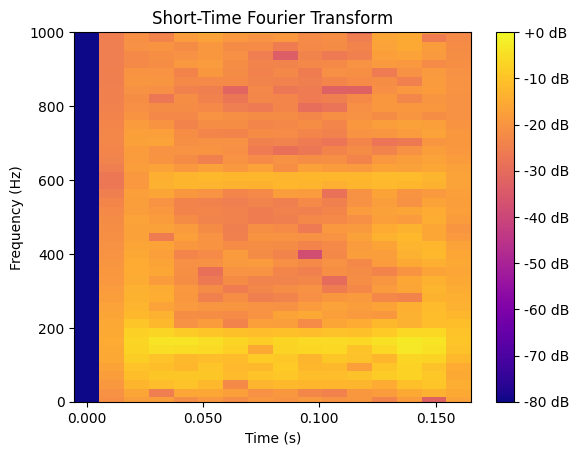 Short-Time Fourier Transform
Frequency (Hz)
1000
800
600
400
200
0
0.000
0.050
0.100
0.150
Time (s)
+0 dB
-10 dB
-20 dB
-30 dB
-40 dB
-50 dB
-60 dB
-70 dB
-80 dB